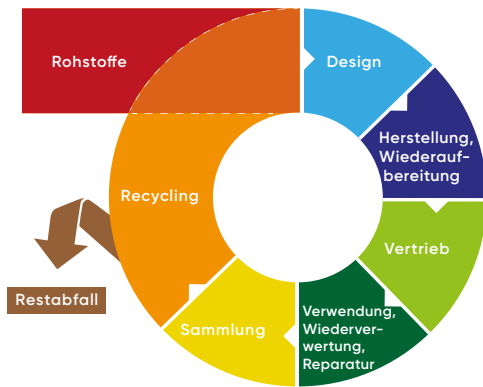 Rohstoffe
Design
Herstellung,
Wiederauf-
bereitung
Vertrieb
Verwendung,
Wiederver-
wertung,
Reparatur
Sammlung
Recycling
Restabfall